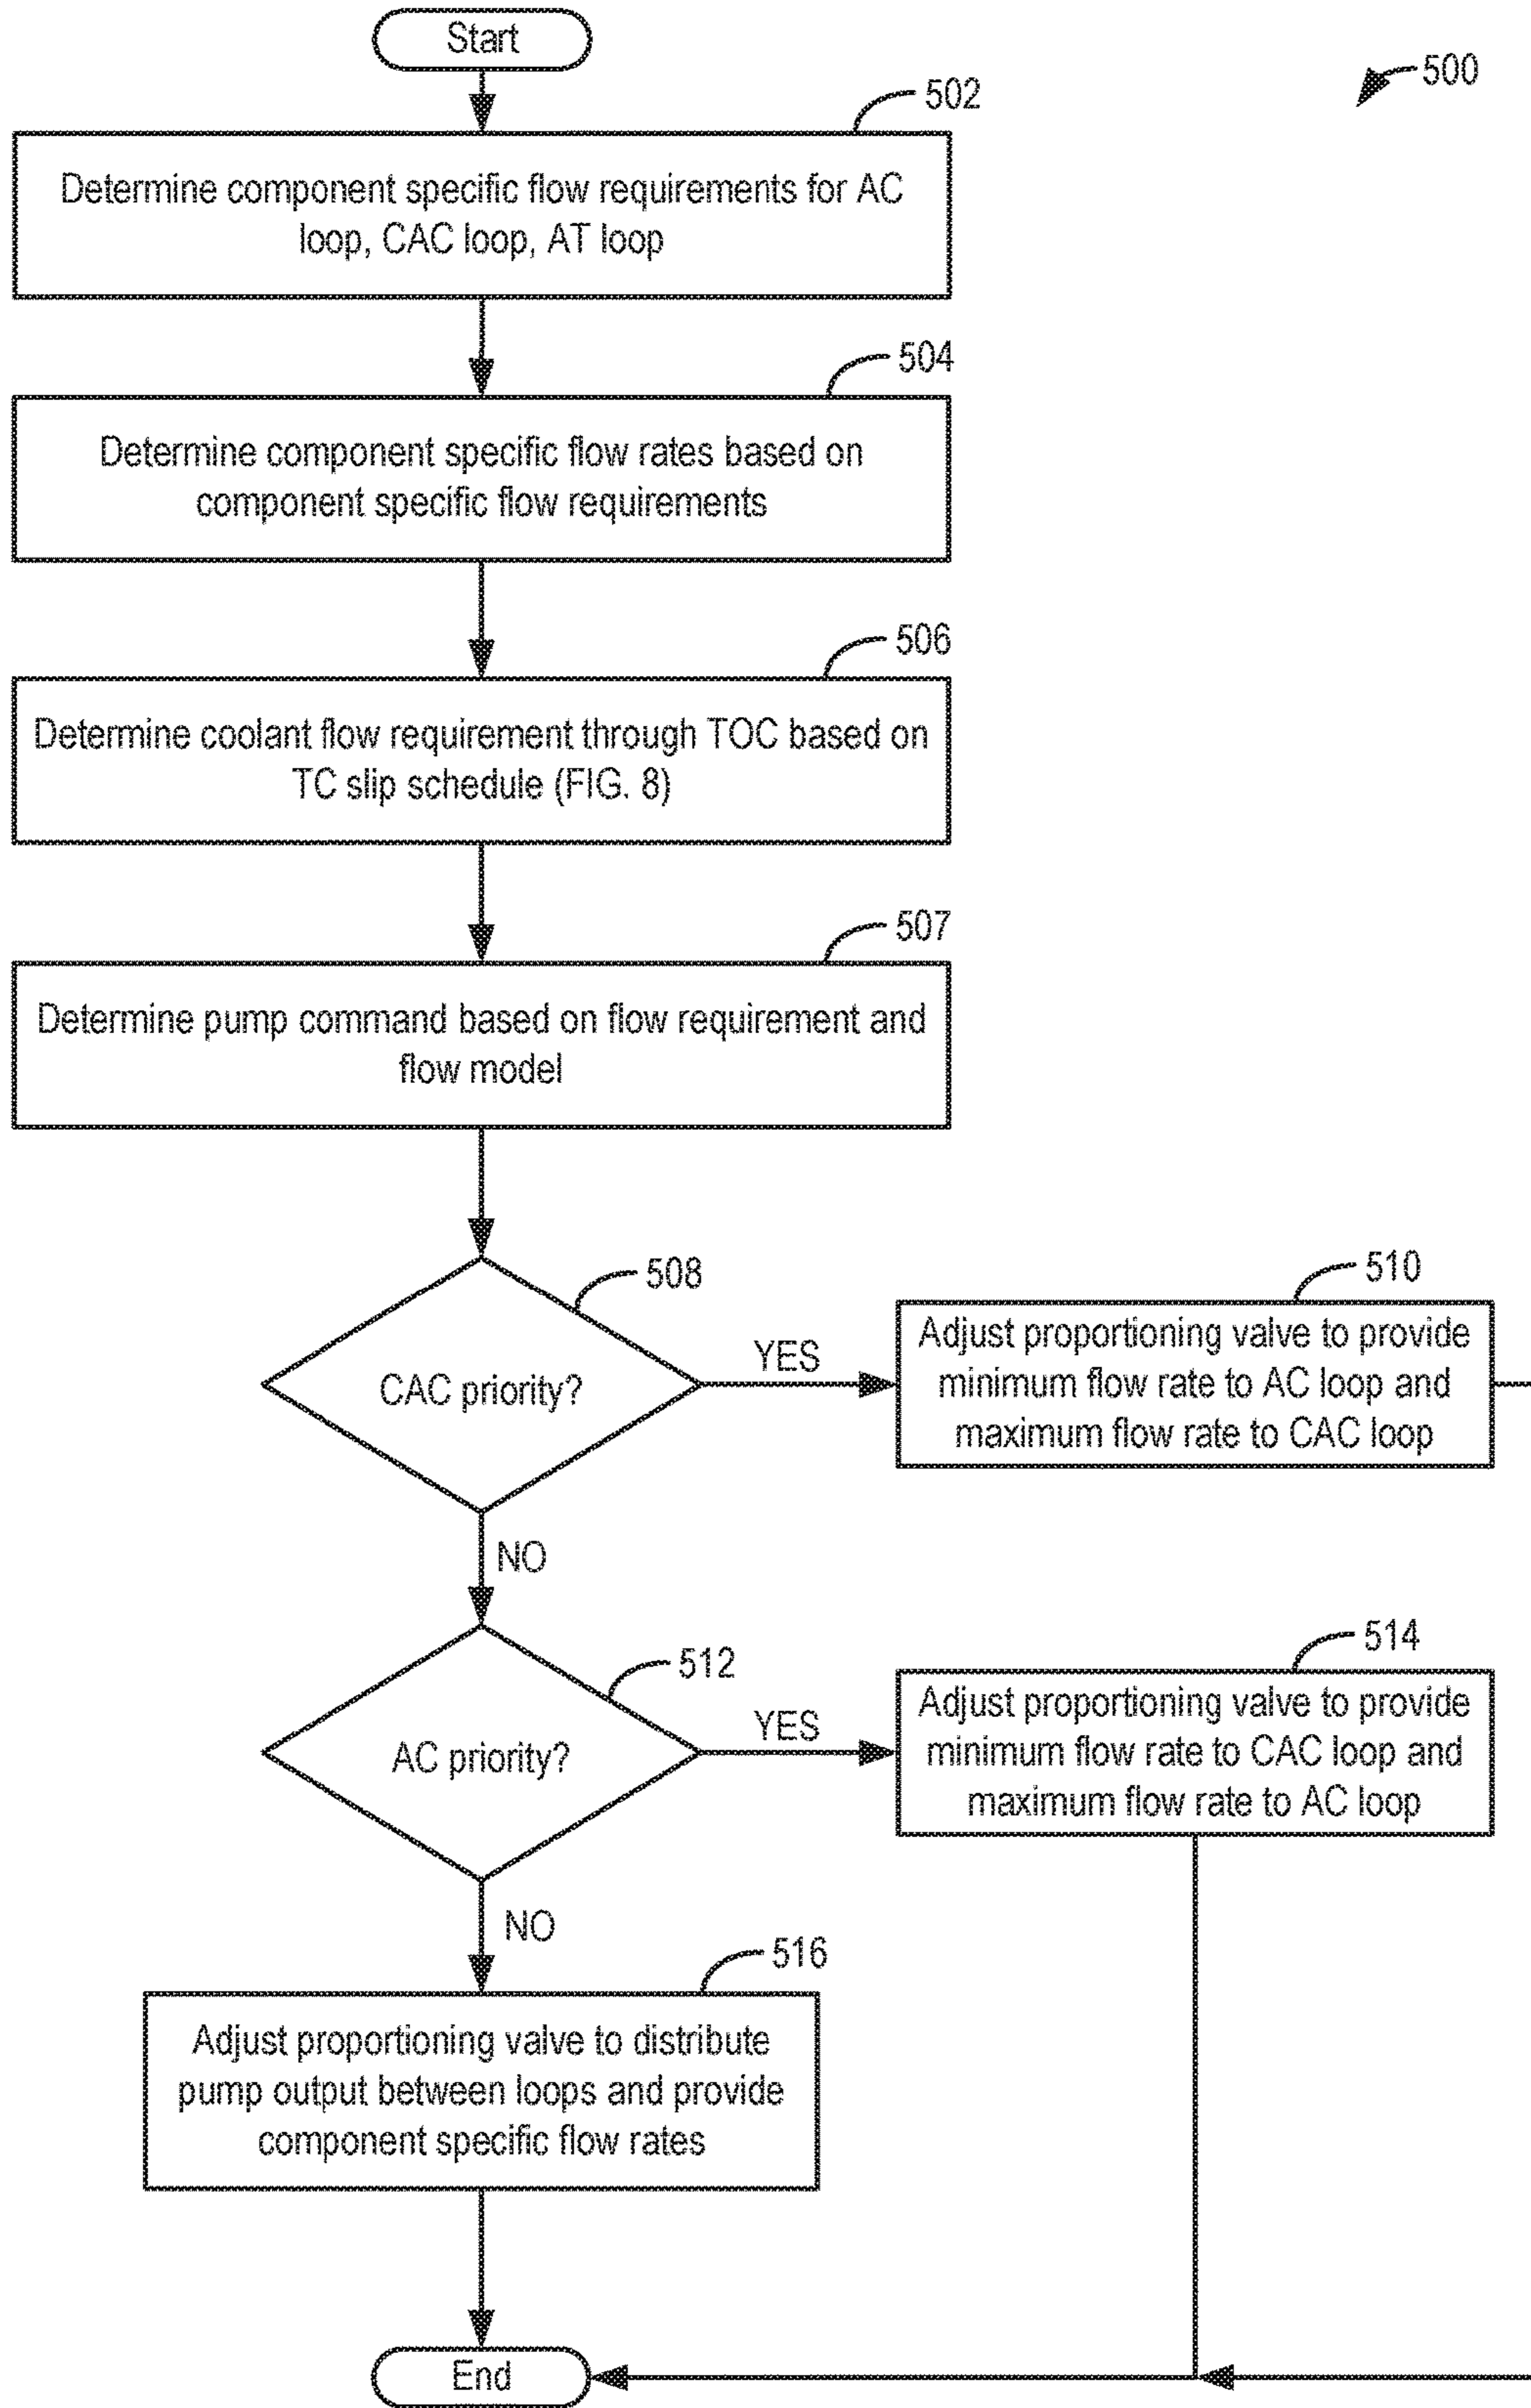 Start
500
502
Determine component specific flow requirements for AC
loop, CAC loop, AT loop
504
Determine component specific flow rates based on
component specific flow requirements
506
Determine coolant flow requirement through TOC based on
TC slip schedule (FIG. 8)
507
Determine pump command based on flow requirement and
flow model
508
CAC priority?
YES
510
Adjust proportioning valve to provide
minimum flow rate to AC loop and
maximum flow rate to CAC loop
NO
512
AC priority?
YES
514
Adjust proportioning valve to provide
minimum flow rate to CAC loop and
maximum flow rate to AC loop
NO
516
Adjust proportioning valve to distribute
pump output between loops and provide
component specific flow rates
End